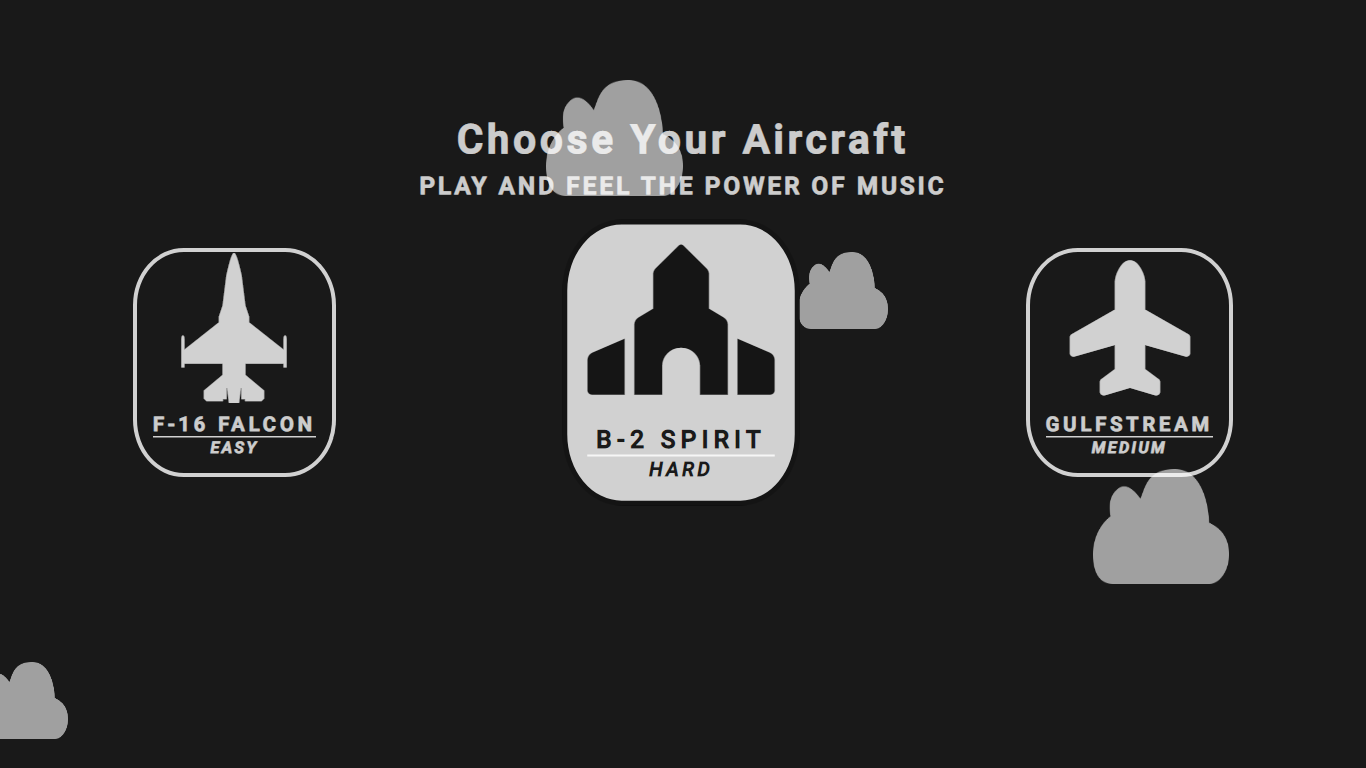 Choose Your Aircraft
PLAY AND FEEL THE POWER OF MUSIC
F-16 FALCON
EASY
B-2 SPIRIT
HARD
GULFSTREAM
MEDIUM